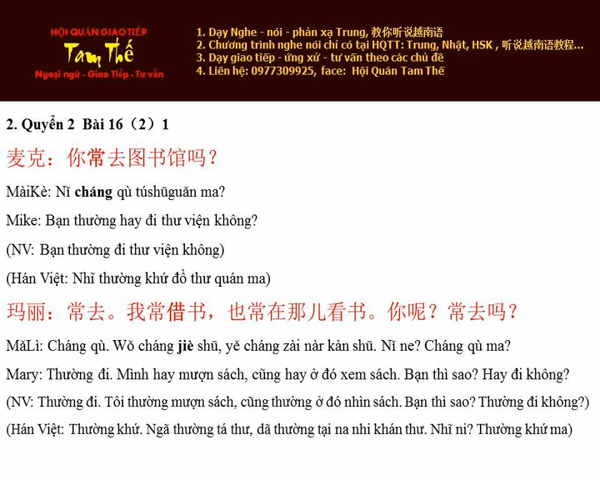 HỘI QUÁN GIAO TIẾP
Tam Thế
Ngoại ngữ - Giao Tiếp - Tư vấn
1. Dạy Nghe - nói - phản xạ Trung, 教你听说越南语
2. Chương trình nghe nói chỉ có tại HQTT: Trung, Nhật, HSK , 听说越南语教程...
3. Dạy giao tiếp - ứng xử - tư vấn theo các chủ đề
4. Liên hệ: 0977309925, face: Hội Quán Tam Thế
2. Quyển 2 Bài 16（2）1
麦克：你常去图书馆吗？
MàiKè: Nǐ cháng qù túshūguǎn ma?
Mike: Bạn thường hay đi thư viện không?
(NV: Bạn thường đi thư viện không)
(Hán Việt: Nhĩ thường khứ đồ thư quán ma)
玛丽：常去。我常借书，也常在那儿看书。你呢？常去吗？
MǎLì: Cháng qù. Wǒ cháng jiè shū, yě cháng zài nàr kàn shū. Nǐ ne? Cháng qù ma?
Mary: Thường đi. Mình hay mượn sách, cũng hay ở đó xem sách. Bạn thì sao? Hay đi không?
(NV: Thường đi. Tôi thường mượn sách, cũng thường ở đó nhìn sách. Bạn thì sao? Thường đi không?)
(Hán Việt: Thường khứ. Ngã thường tá thư, dã thường tại na nhi khán thư. Nhĩ ni? Thường khứ ma)